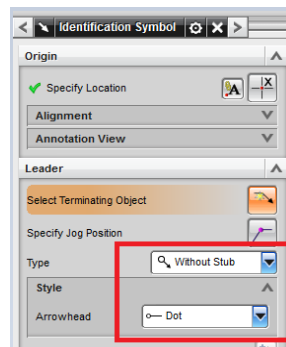 Identification Symbol
Origin
Specify Location
A
X
Alignment
Annotation View
Leader
Select Terminating Object
Specify Jog Position
Type Without Stub
Style
Arrowhead Dot